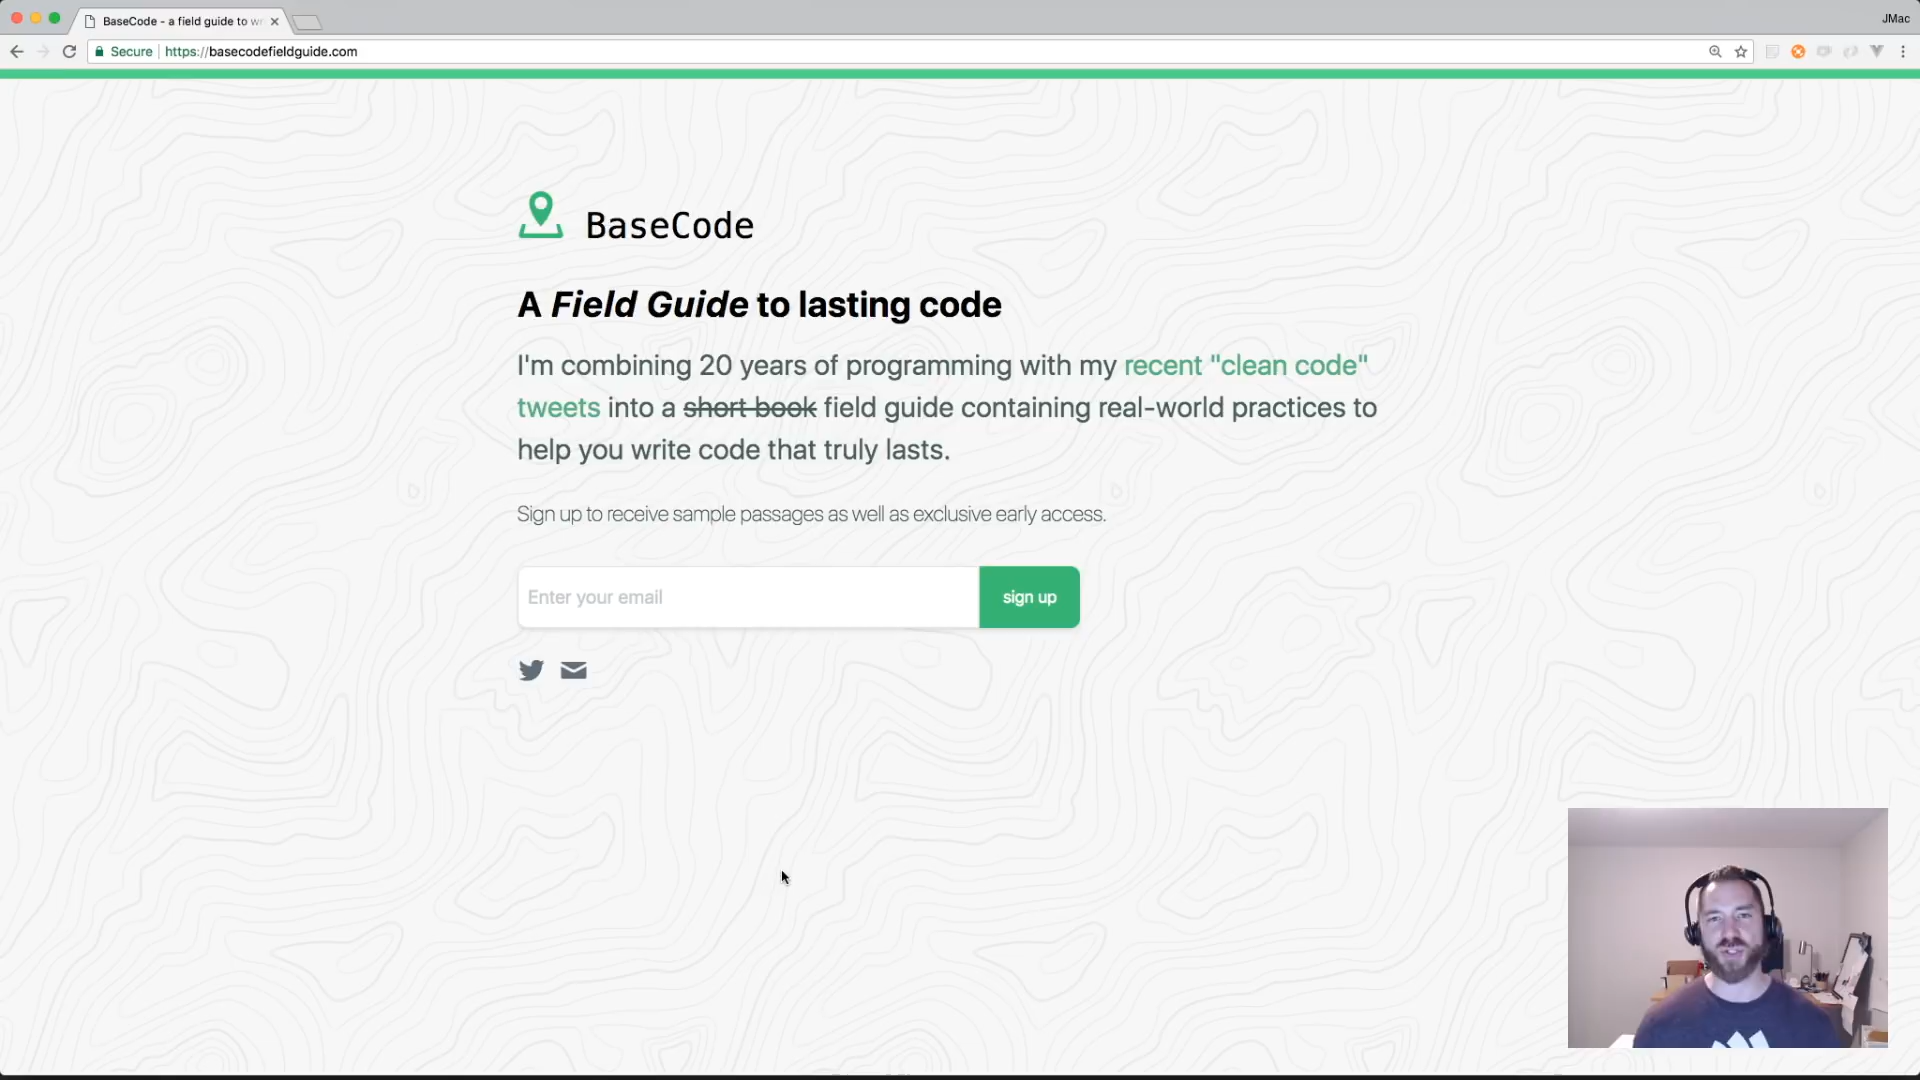 BaseCode - a field guide to wr
JMac
Secure
https://basecodefieldguide.com
BaseCode
A Field Guide to lasting code
I'm combining 20 years of programming with my recent "clean code"
tweets into a short book field guide containing real-world practices to
help you write code that truly lasts.
Sign up to receive sample passages as well as exclusive early access.
Enter your email
sign up